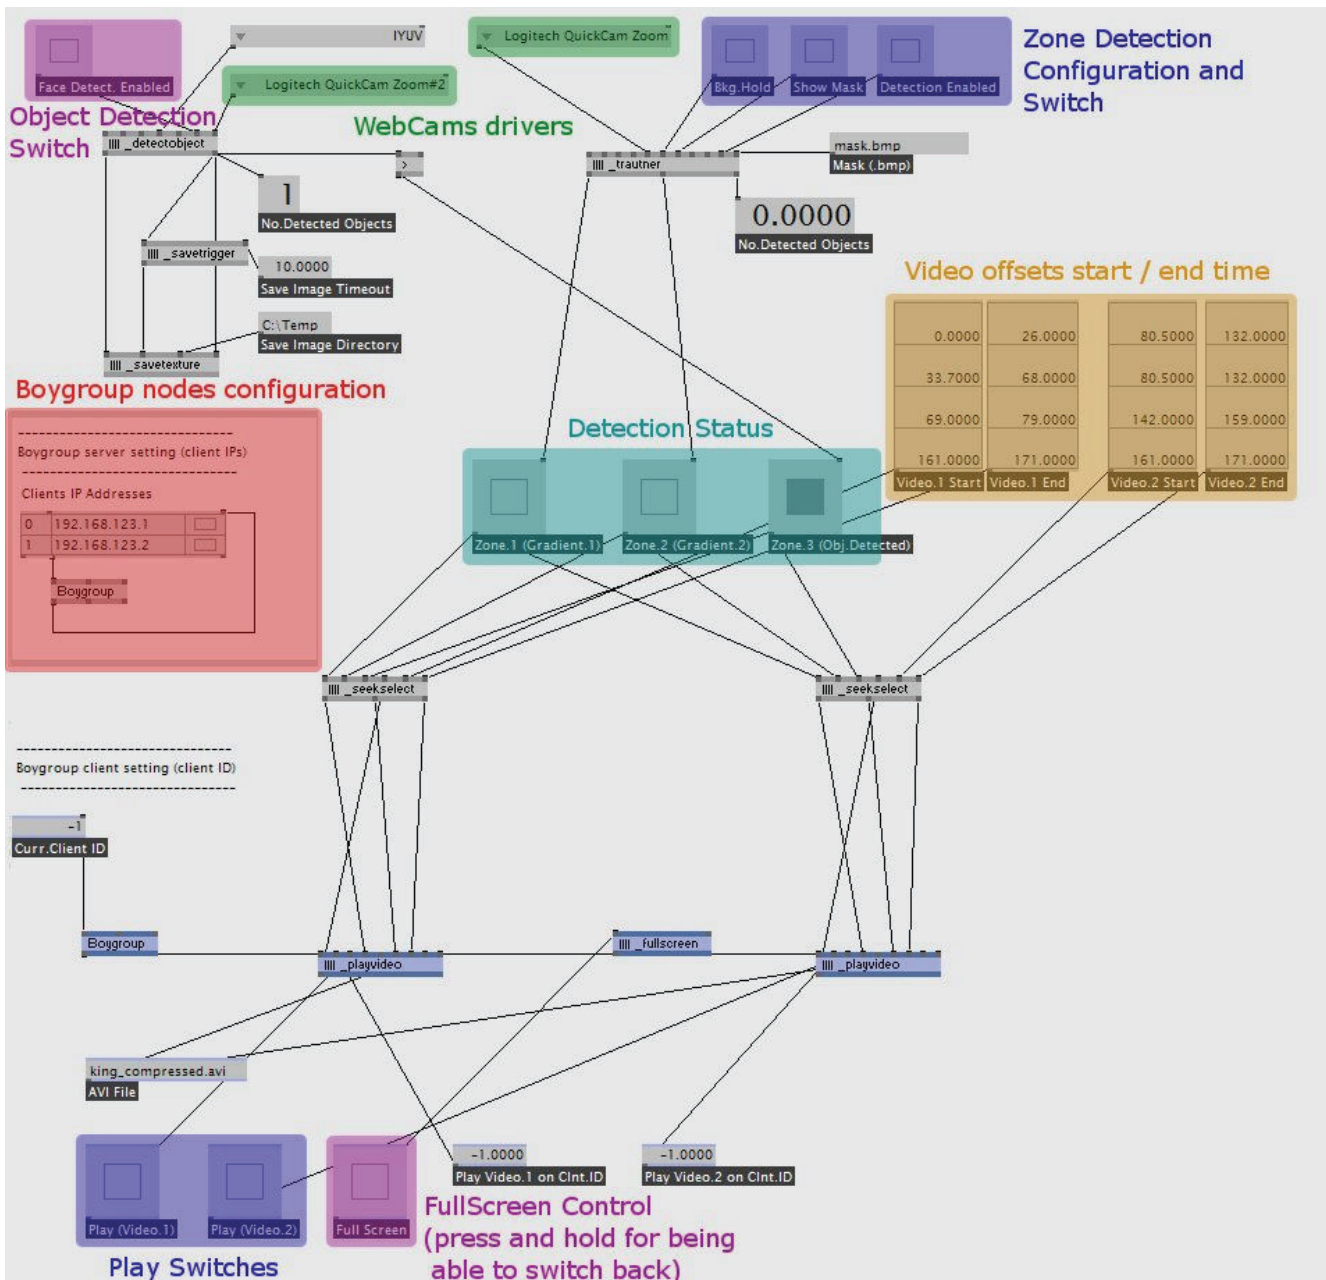 IYUV
Logitech QuickCam Zoom
Face Detect. Enabled
Logitech QuickCam Zoom#2
Bkg.Hold
Show Mask
Detection Enabled
Zone Detection
Configuration and
Switch
Object Detection
Switch
WebCams drivers
_detectobject
>
_trautner
mask.bmp
Mask (.bmp)
1
No.Detected Objects
0.0000
No.Detected Objects
_savetrigger
10.0000
Save Image Timeout
C:\Temp
Save Image Directory
_savetexture
Video offsets start / end time
0.0000 26.0000 80.5000 132.0000
33.7000 68.0000 80.5000 132.0000
69.0000 79.0000 142.0000 159.0000
161.0000 171.0000 161.0000 171.0000
Video.1 Start Video.1 End Video.2 Start Video.2 End
Boygroup nodes configuration
--------------------------------
Boygroup server setting (client IPs)
--------------------------------
Clients IP Addresses
0 192.168.123.1
1 192.168.123.2
Boygroup
Detection Status
Zone.1 (Gradient.1)
Zone.2 (Gradient.2)
Zone.3 (Obj.Detected)
_seekselect
_seekselect
--------------------------------
Boygroup client setting (client ID)
--------------------------------
-1
Curr.Client ID
Boygroup
_playvideo
_fullscreen
_playvideo
king_compressed.avi
AVI File
Play (Video.1)
Play (Video.2)
Full Screen
-1.0000
Play Video.1 on Clnt.ID
-1.0000
Play Video.2 on Clnt.ID
Play Switches
FullScreen Control
(press and hold for being
able to switch back)